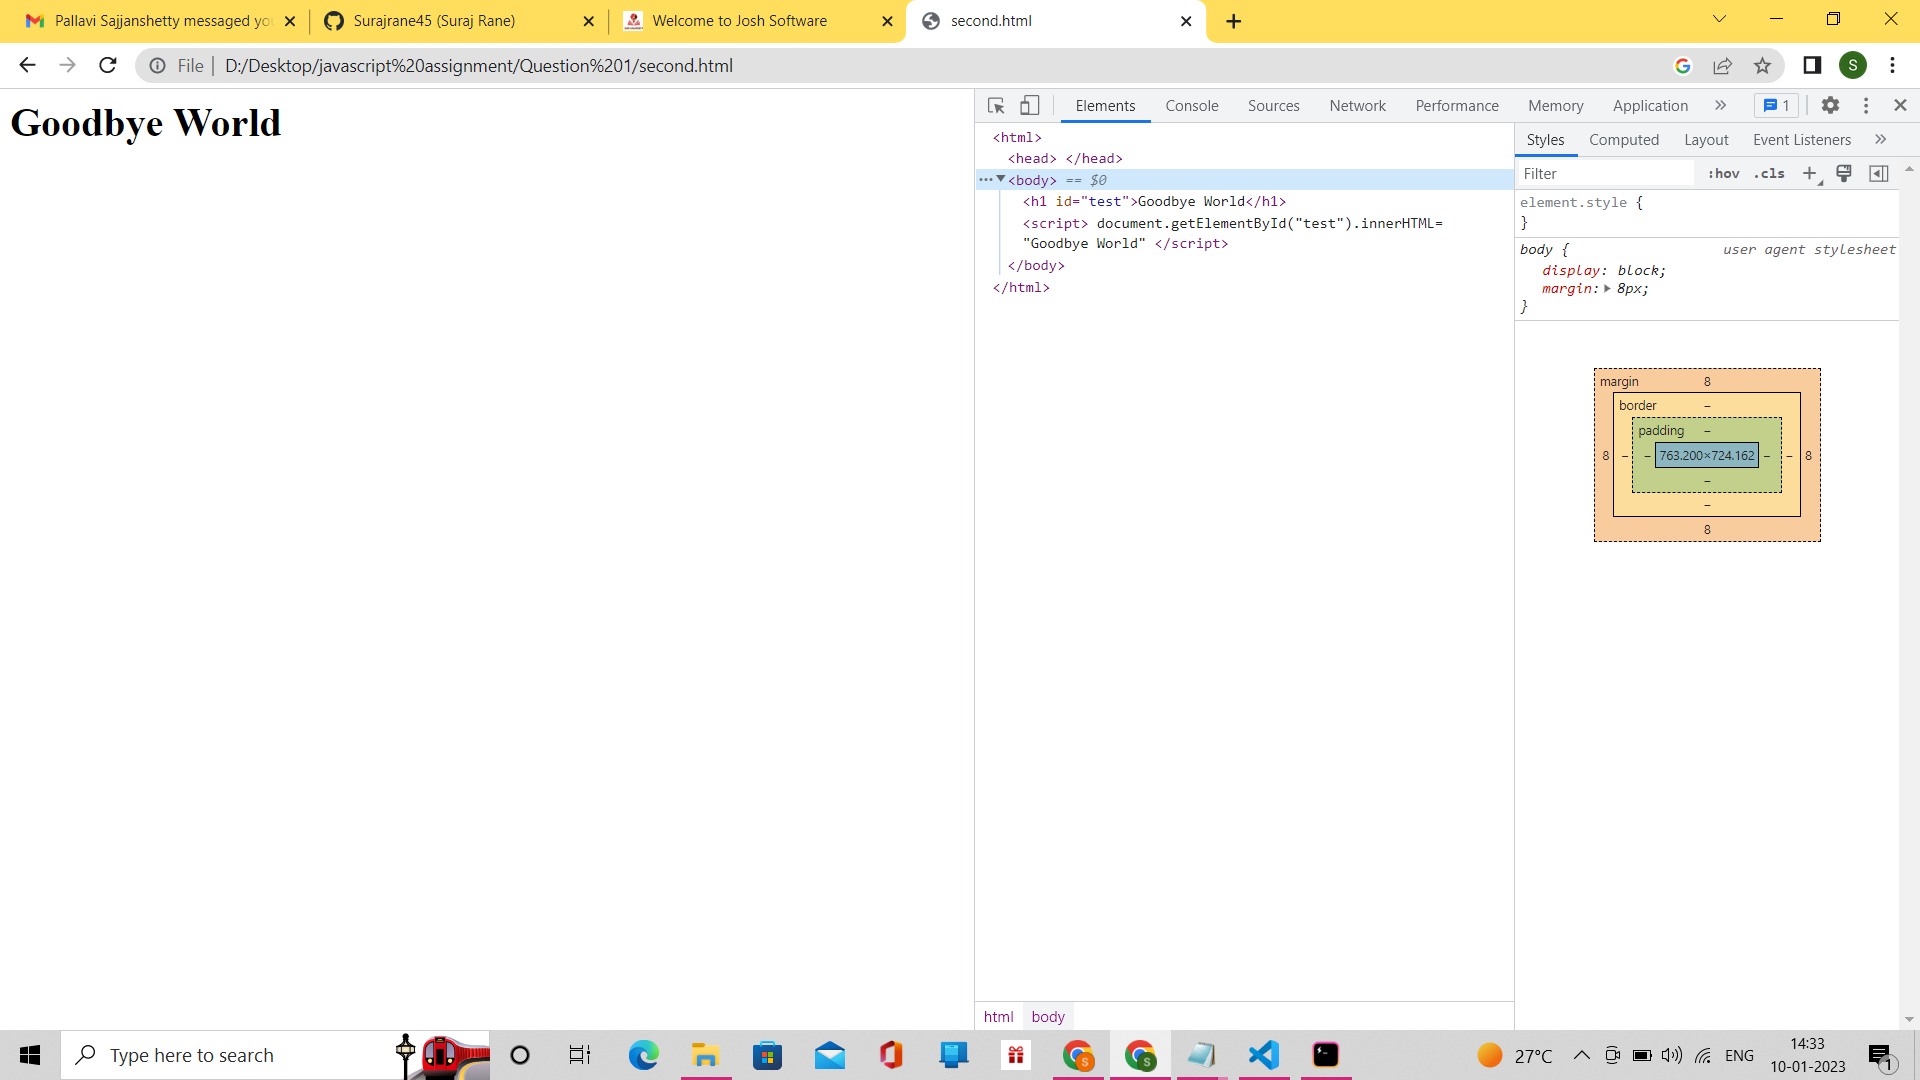 Pallavi Sajjanshetty messaged yo
Surajrane45 (Suraj Rane)
Welcome to Josh Software
second.html
File | D:/Desktop/javascript%20assignment/Question%201/second.html
S
Goodbye World
Elements Console Sources Network Performance Memory Application » 1
<html>
<head> </head>
<body> == $0
<h1 id="test">Goodbye World</h1>
<script> document.getElementById("test").innerHTML=
"Goodbye World" </script>
</body>
</html>
html body
Styles Computed Layout Event Listeners »
Filter :hov .cls +
element.style {
}
body { user agent stylesheet
display: block;
margin: 8px;
}
margin 8
border –
padding –
8 – – 763.200×724.162 – – 8
–
–
8
Type here to search
27°C ENG
14:33
10-01-2023
1